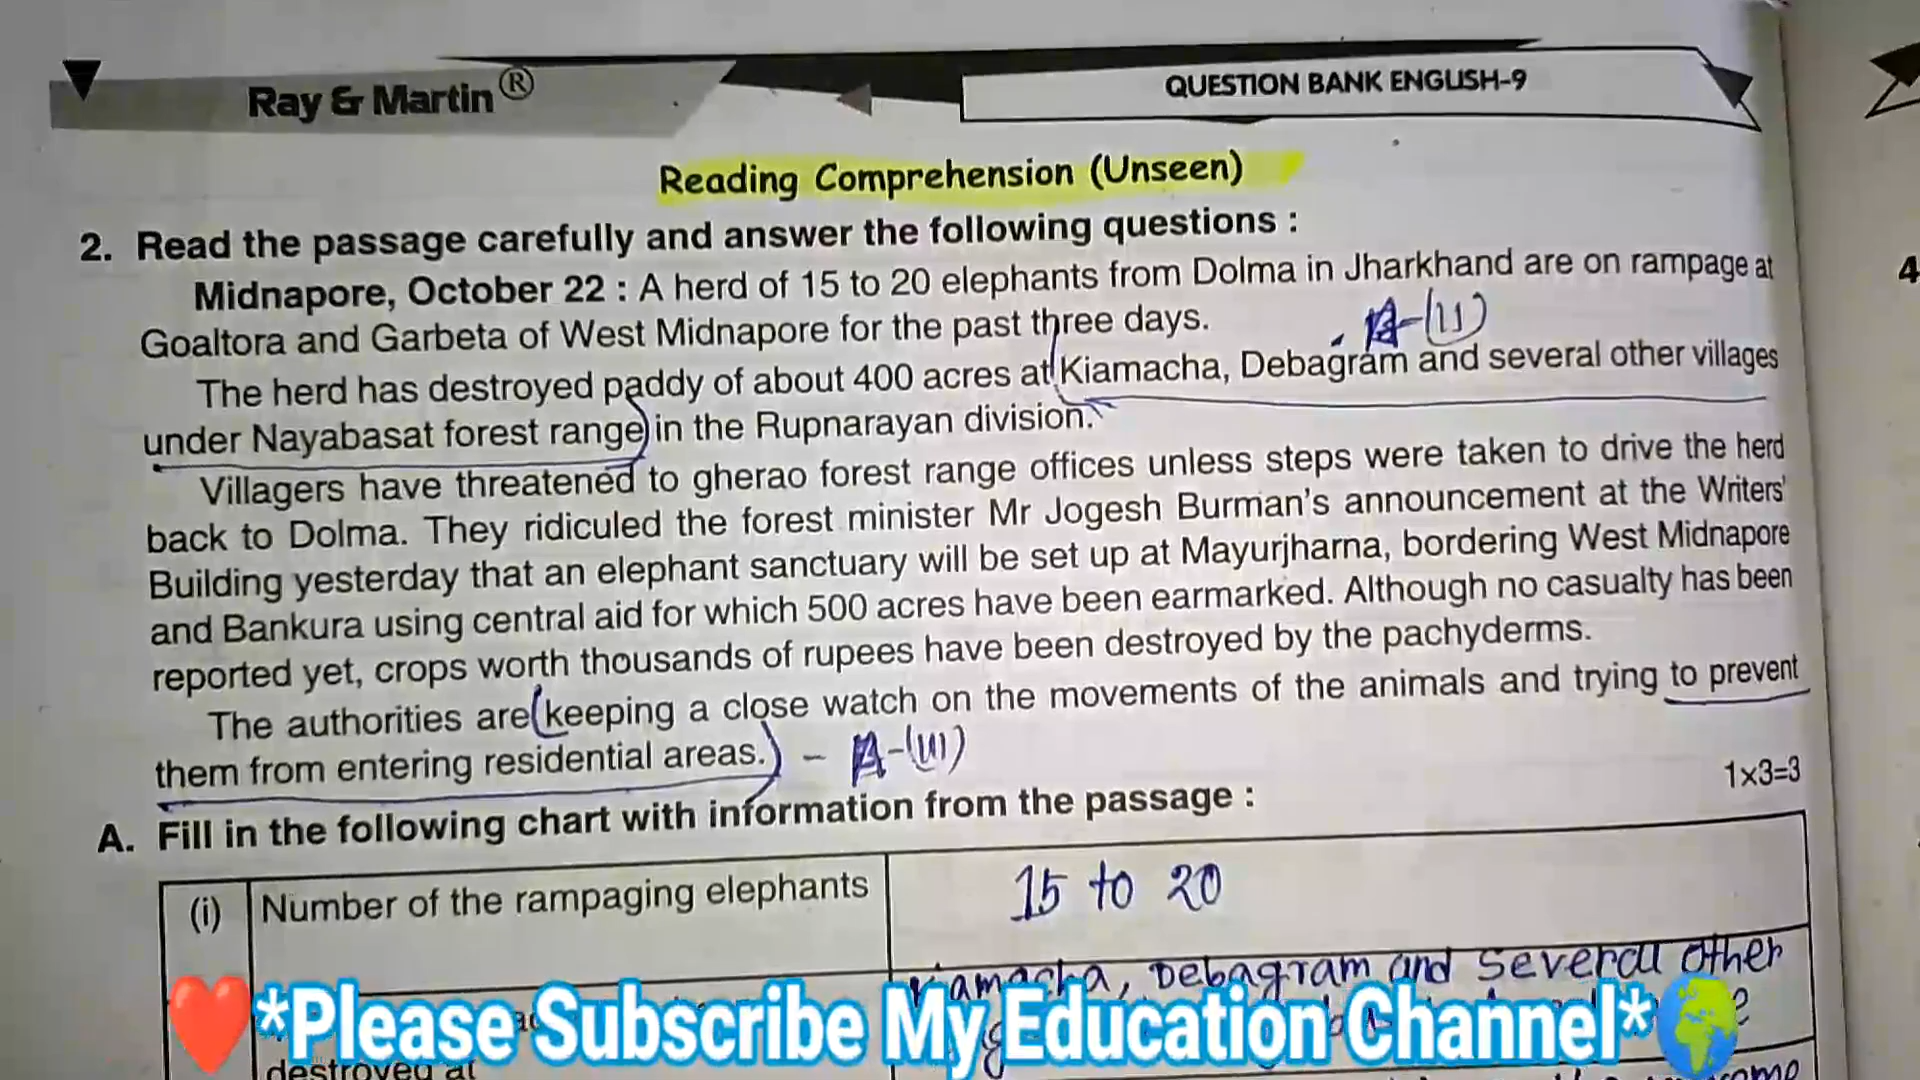 Ray & Martin®
QUESTION BANK ENGLISH-9
Reading Comprehension (Unseen)
2. Read the passage carefully and answer the following questions :
Midnapore, October 22 : A herd of 15 to 20 elephants from Dolma in Jharkhand are on rampage at
Goaltora and Garbeta of West Midnapore for the past three days.
A-(ii)
The herd has destroyed paddy of about 400 acres at Kiamacha, Debagram and several other villages
under Nayabasat forest range in the Rupnarayan division.
Villagers have threatened to gherao forest range offices unless steps were taken to drive the herd
back to Dolma. They ridiculed the forest minister Mr Jogesh Burman's announcement at the Writers'
Building yesterday that an elephant sanctuary will be set up at Mayurjharna, bordering West Midnapore
and Bankura using central aid for which 500 acres have been earmarked. Although no casualty has been
reported yet, crops worth thousands of rupees have been destroyed by the pachyderms.
The authorities are keeping a close watch on the movements of the animals and trying to prevent
them from entering residential areas. - A-(iii)
1×3=3
A. Fill in the following chart with information from the passage :
(i) Number of the rampaging elephants 15 to 20
Kiamacha, Debagram and several other
*Please Subscribe My Education Channel*
destroyed at
4